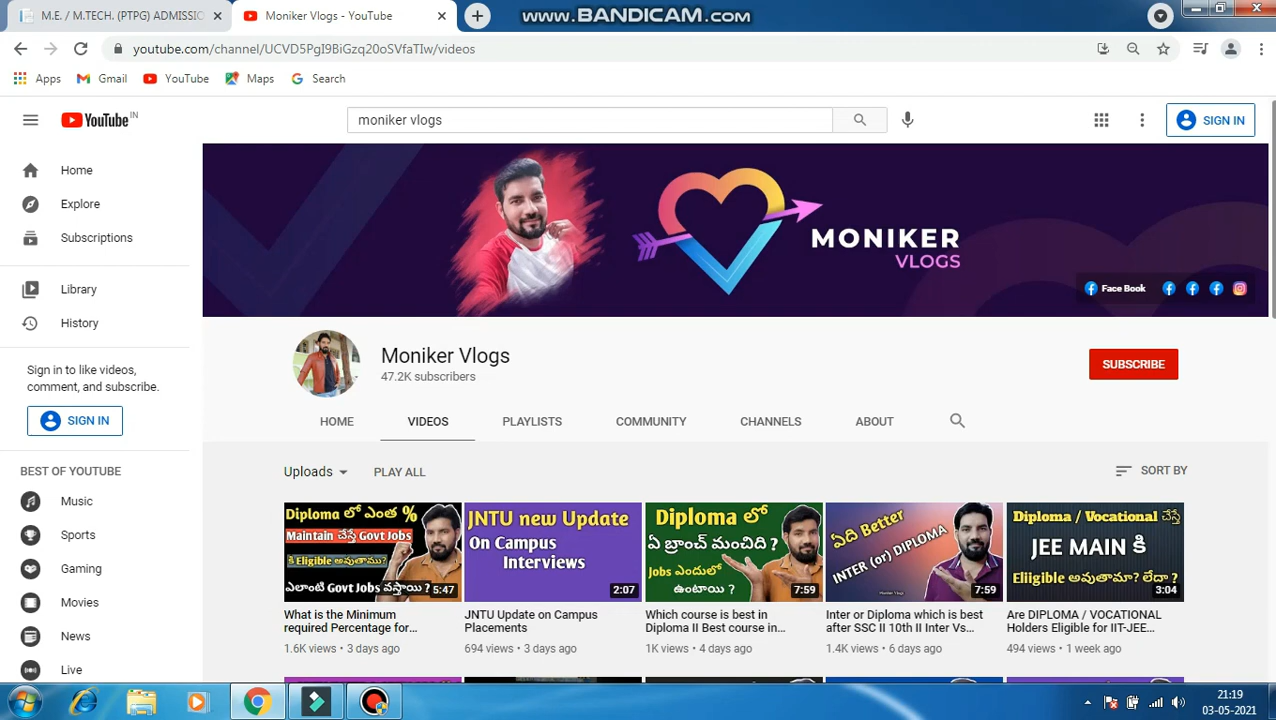 M.E. / M.TECH. (PTPG) ADMISSIO
Moniker Vlogs - YouTube
WWW.BANDICAM.COM
youtube.com/channel/UCVD5PgI9BiGzq20oSVfaTIw/videos
Apps
Gmail
YouTube
Maps
Search
YouTube IN
moniker vlogs
SIGN IN
Home
Explore
Subscriptions
Library
History
Sign in to like videos,
comment, and subscribe.
SIGN IN
BEST OF YOUTUBE
Music
Sports
Gaming
Movies
News
Live
MONIKER
VLOGS
Face Book
Moniker Vlogs
47.2K subscribers
SUBSCRIBE
HOME
VIDEOS
PLAYLISTS
COMMUNITY
CHANNELS
ABOUT
Uploads
PLAY ALL
SORT BY
Diploma లో ఎంత %
Maintain చేస్తే Govt Jobs
కి Eligible అవుతాము?
ఎలాంటి Govt Jobs వస్తాయి ?
5:47
What is the Minimum
required Percentage for...
1.6K views • 3 days ago
JNTU new Update
On Campus
Interviews
2:07
JNTU Update on Campus
Placements
694 views • 3 days ago
Diploma లో
ఏ బ్రాంచ్ మంచిది ?
Jobs ఎందులో
ఉంటాయి ?
7:59
Which course is best in
Diploma II Best course in...
1K views • 4 days ago
ఏది Better
INTER (or) DIPLOMA
Moniker Vlogs
7:59
Inter or Diploma which is best
after SSC II 10th II Inter Vs...
1.4K views • 6 days ago
Diploma / Vocational చేస్తే
JEE MAIN కి
Eliigible అవుతామా? లేదా ?
3:04
Are DIPLOMA / VOCATIONAL
Holders Eligible for IIT-JEE...
494 views • 1 week ago
21:19
03-05-2021